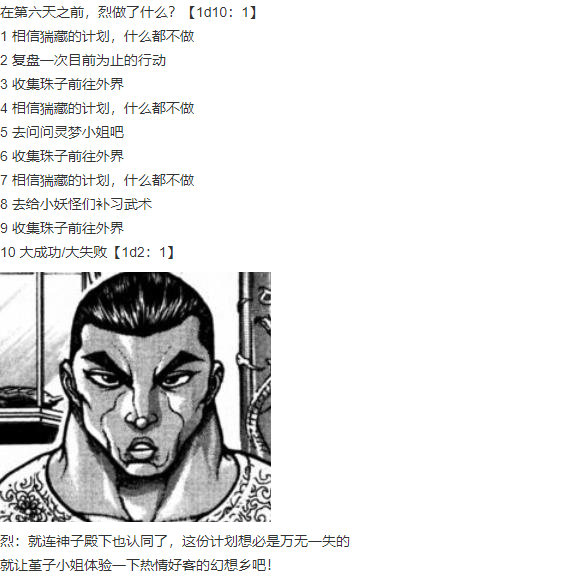 在第六天之前，烈做了什么？【1d10：1】
1 相信猯藏的计划，什么都不做
2 复盘一次目前为止的行动
3 收集珠子前往外界
4 相信猯藏的计划，什么都不做
5 去问问灵梦小姐吧
6 收集珠子前往外界
7 相信猯藏的计划，什么都不做
8 去给小妖怪们补习武术
9 收集珠子前往外界
10 大成功/大失败【1d2：1】
烈：就连神子殿下也认同了，这份计划想必是万无一失的
就让堇子小姐体验一下热情好客的幻想乡吧！